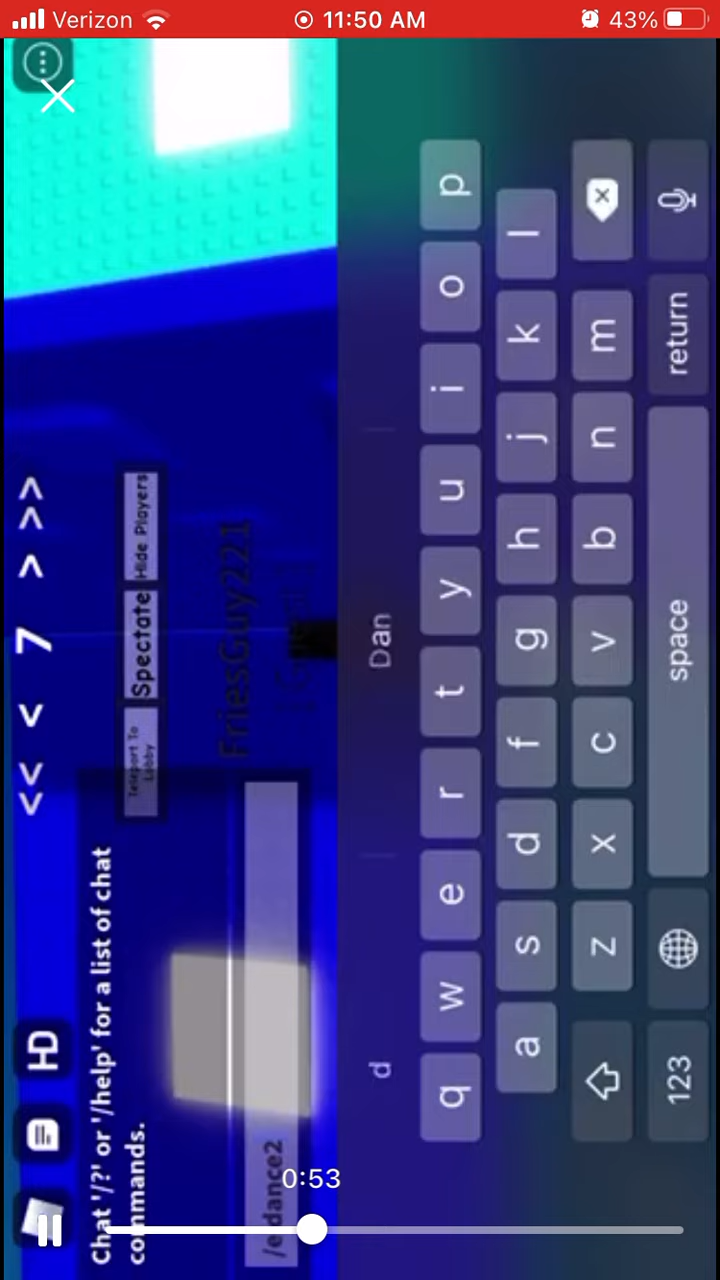 Verizon 11:50 AM 43%
<< < 7 > >>
HD
Teleport To
Lobby
Spectate
Hide Players
Chat '/?' or '/help' for a list of chat
commands.
FriesGuy221
/e dance2
d Dan
q w e r t y u i o p
a s d f g h j k l
z x c v b n m
123 space return
0:53